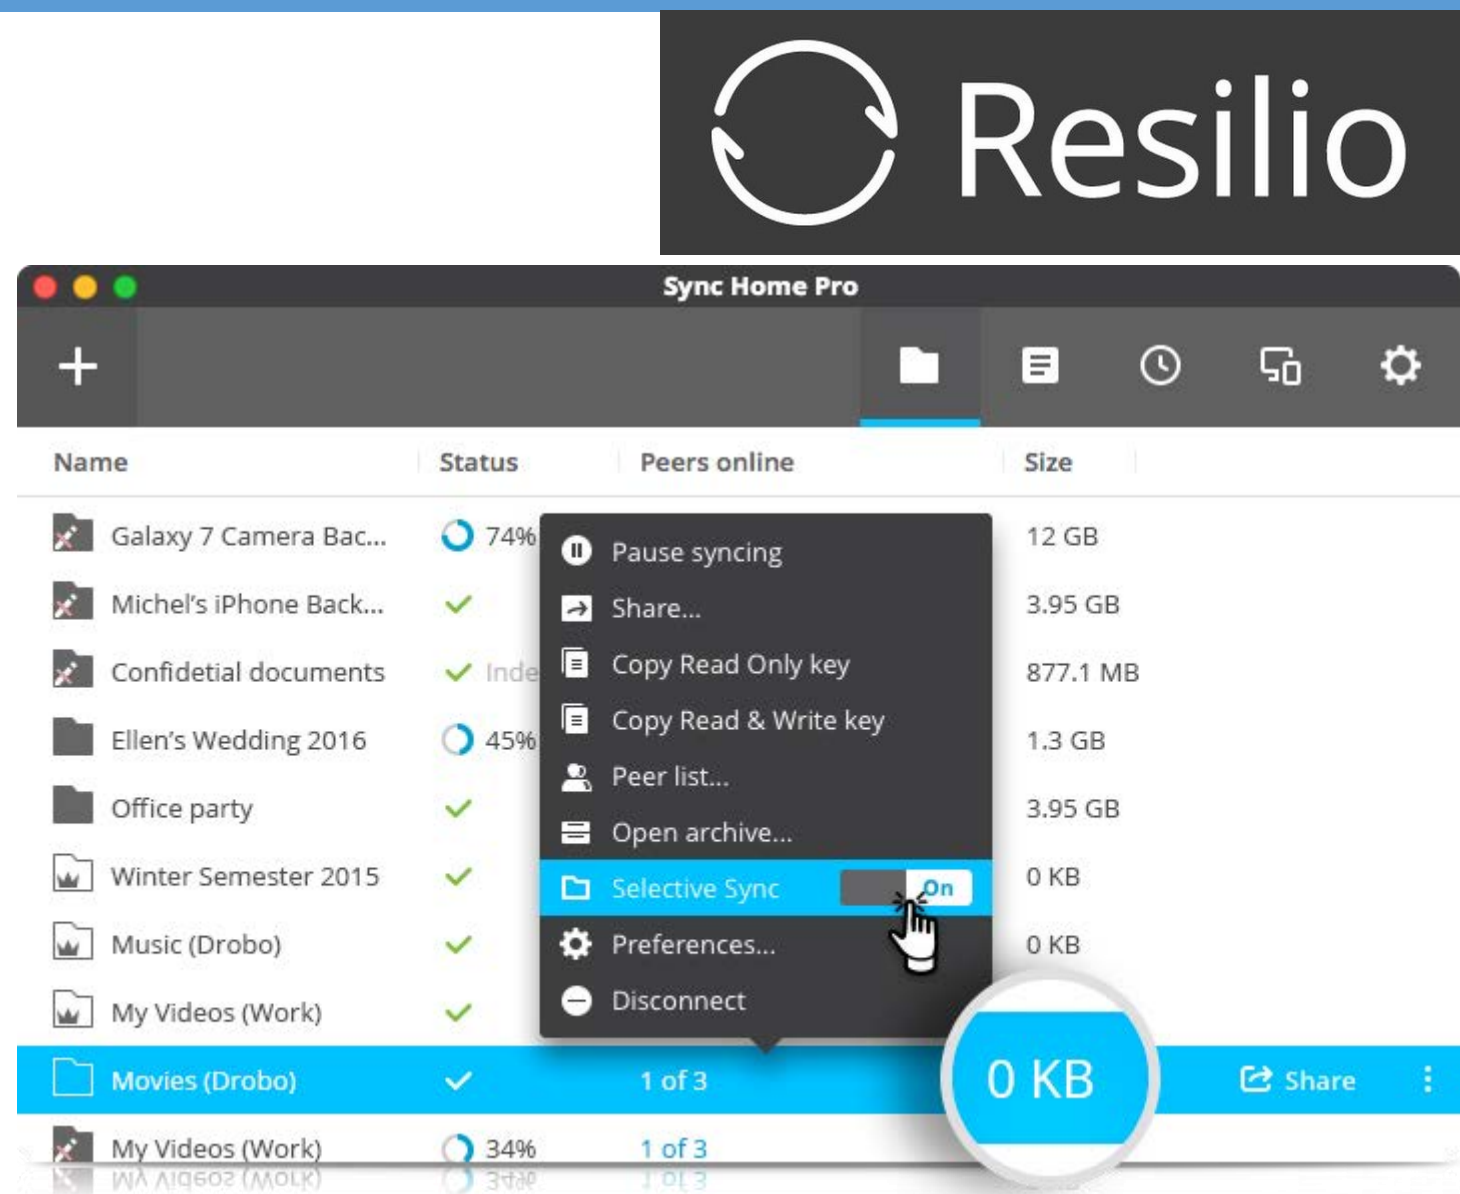 Resilio
Sync Home Pro
Name Status Peers online Size
Galaxy 7 Camera Bac... 74% 12 GB
Pause syncing
Michel's iPhone Back... 3.95 GB
Share...
Confidetial documents Inde 877.1 MB
Copy Read Only key
Ellen's Wedding 2016 45% 1.3 GB
Copy Read & Write key
Peer list...
Office party 3.95 GB
Open archive...
Winter Semester 2015 0 KB
Selective Sync On
Music (Drobo) 0 KB
Preferences...
My Videos (Work)
Disconnect
Movies (Drobo) 1 of 3 0 KB Share
My Videos (Work) 34% 1 of 3